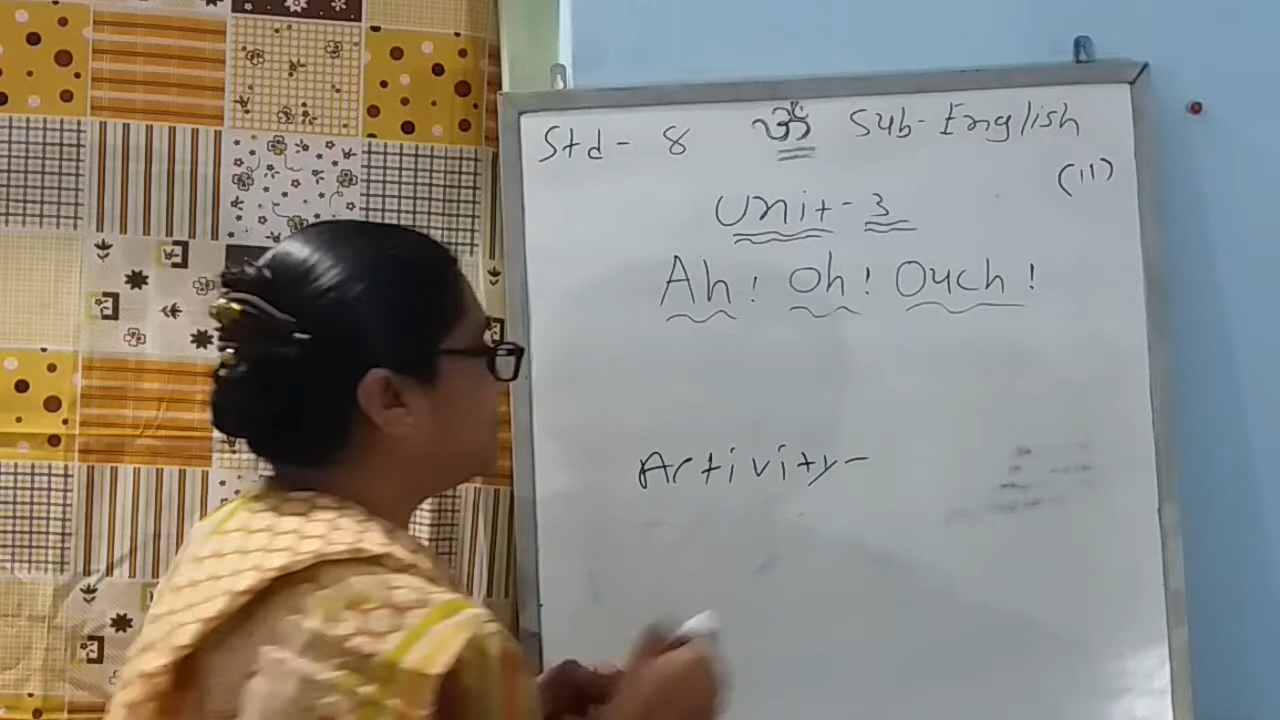 Std - 8 ॐ Sub - English
(11)
Unit - 3
Ah! Oh! Ouch!
Activity -